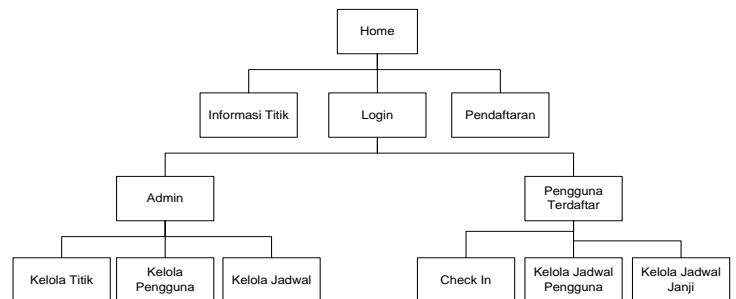 Home
Informasi Titik
Login
Pendaftaran
Admin
Pengguna
Terdaftar
Kelola Titik
Kelola
Pengguna
Kelola Jadwal
Check In
Kelola Jadwal
Pengguna
Kelola Jadwal
Janji